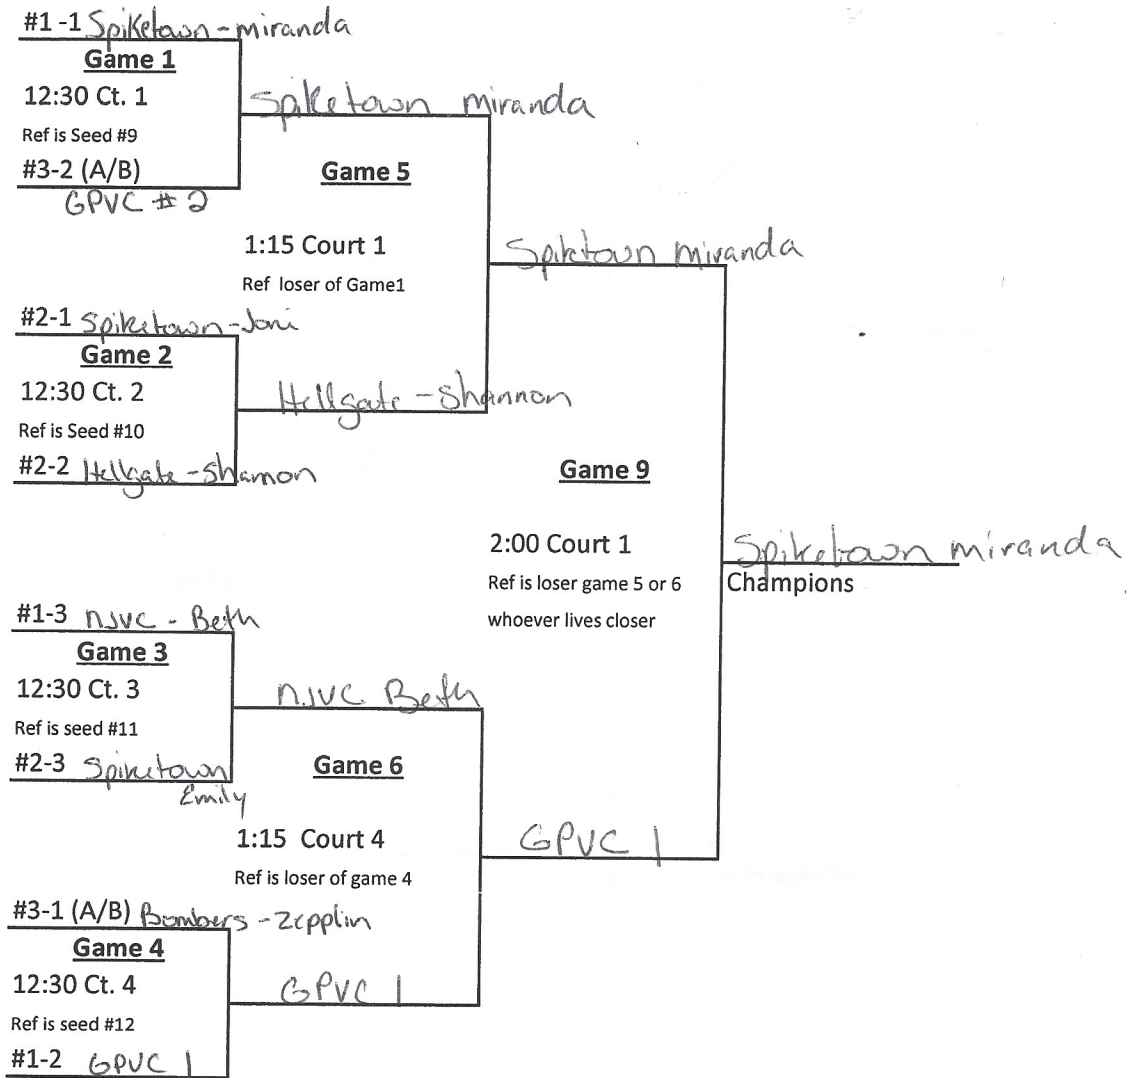 #1 -1 Spiketown - miranda
Game 1
12:30 Ct. 1
Ref is Seed #9
#3-2 (A/B)
GPVC # 2
Spiketown miranda
Game 5
1:15 Court 1
Ref loser of Game1
#2-1 Spiketown-Joni
Game 2
12:30 Ct. 2
Ref is Seed #10
#2-2 Hellgate-Shannon
Hellgate - Shannon
Spiketown miranda
Game 9
2:00 Court 1
Ref is loser game 5 or 6
whoever lives closer
Spiketown miranda
Champions
#1-3 NJVC - Beth
Game 3
12:30 Ct. 3
Ref is seed #11
#2-3 Spiketown
Emily
NJVC Beth
Game 6
1:15 Court 4
Ref is loser of game 4
#3-1 (A/B) Bombers - Zepplin
Game 4
12:30 Ct. 4
Ref is seed #12
#1-2 GPVC 1
GPVC 1
GPVC 1